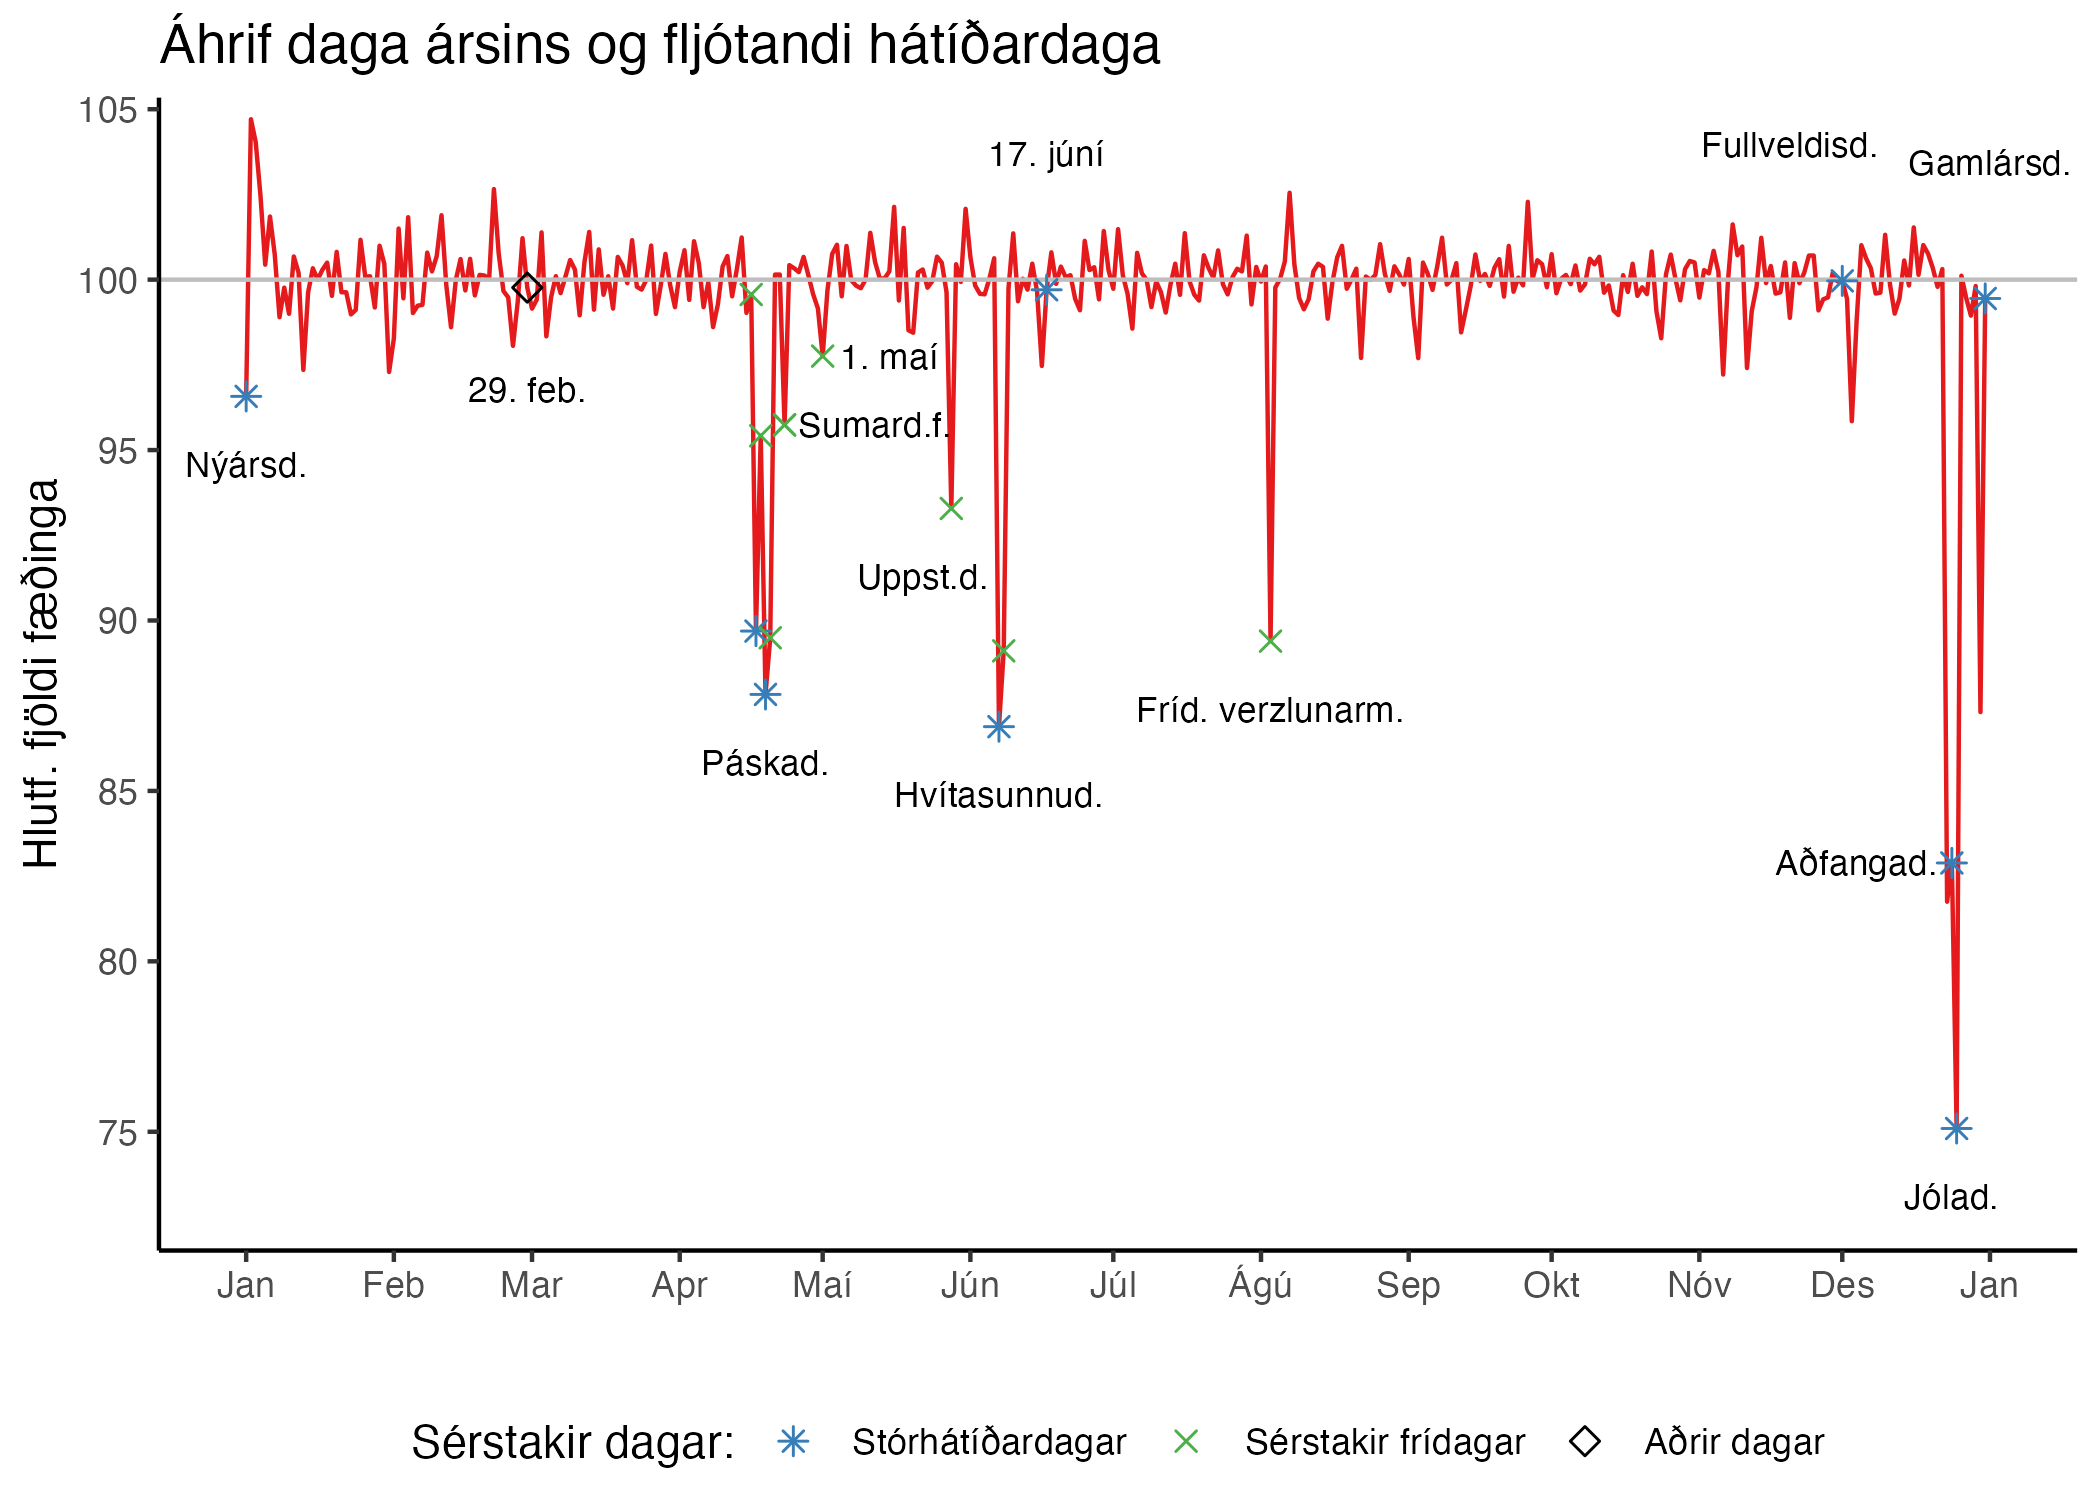 Áhrif daga ársins og fljótandi hátíðardaga
Hlutf. fjöldi fæðinga
105
100
95
90
85
80
75
17. júní
Fullveldisd.
Gamlársd.
29. feb.
1. maí
Sumard.f.
Nýársd.
Uppst.d.
Fríd. verzlunarm.
Páskad.
Hvítasunnud.
Aðfangad.
Jólad.
Jan Feb Mar Apr Maí Jún Júl Ágú Sep Okt Nóv Des Jan
Sérstakir dagar: Stórhátíðardagar Sérstakir frídagar Aðrir dagar